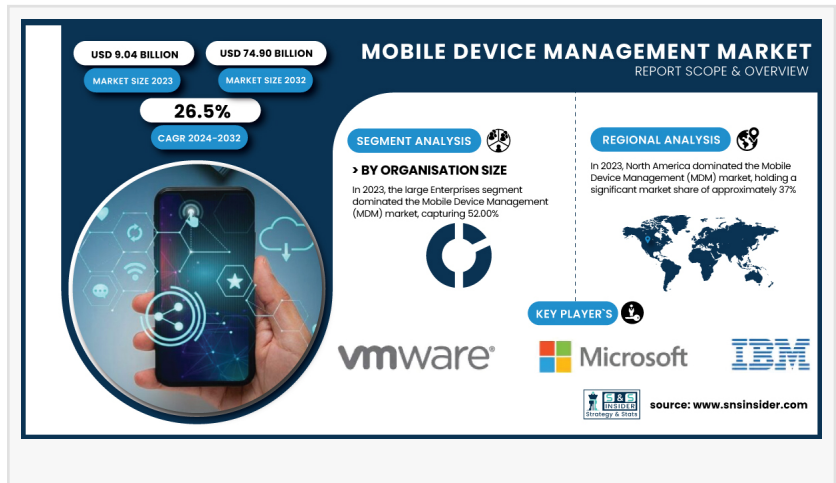 MOBILE DEVICE MANAGEMENT MARKET
REPORT SCOPE & OVERVIEW
USD 9.04 BILLION
MARKET SIZE 2023
USD 74.90 BILLION
MARKET SIZE 2032
26.5%
CAGR 2024-2032
SEGMENT ANALYSIS
> BY ORGANISATION SIZE
In 2023, the large Enterprises segment
dominated the Mobile Device Management
(MDM) market, capturing 52.00%
REGIONAL ANALYSIS
In 2023, North America dominated the Mobile
Device Management (MDM) market, holding a
significant market share of approximately 37%
KEY PLAYER`S
vmware®
Microsoft
IBM
S&S
INSIDER
Strategy & Stats
source: www.snsinsider.com